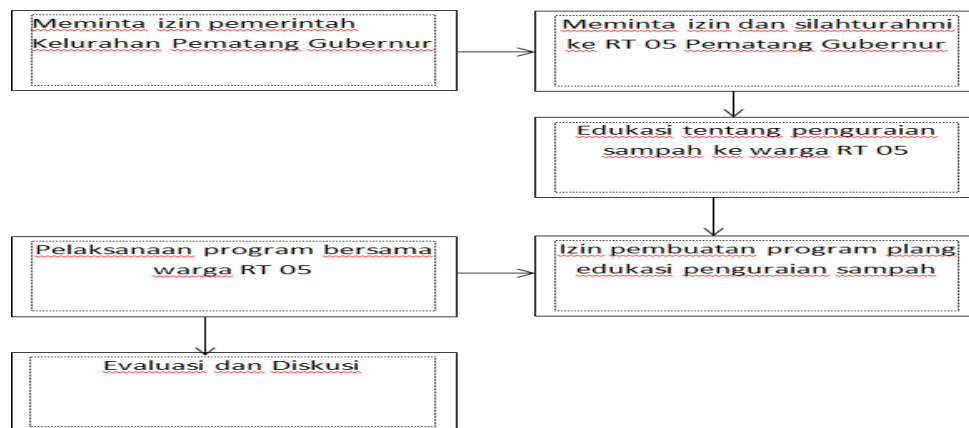 Meminta izin pemerintah
Kelurahan Pematang Gubernur
Meminta izin dan silahturahmi
ke RT 05 Pematang Gubernur
Edukasi tentang penguraian
sampah ke warga RT 05
Pelaksanaan program bersama
warga RT 05
Izin pembuatan program plang
edukasi penguraian sampah
Evaluasi dan Diskusi